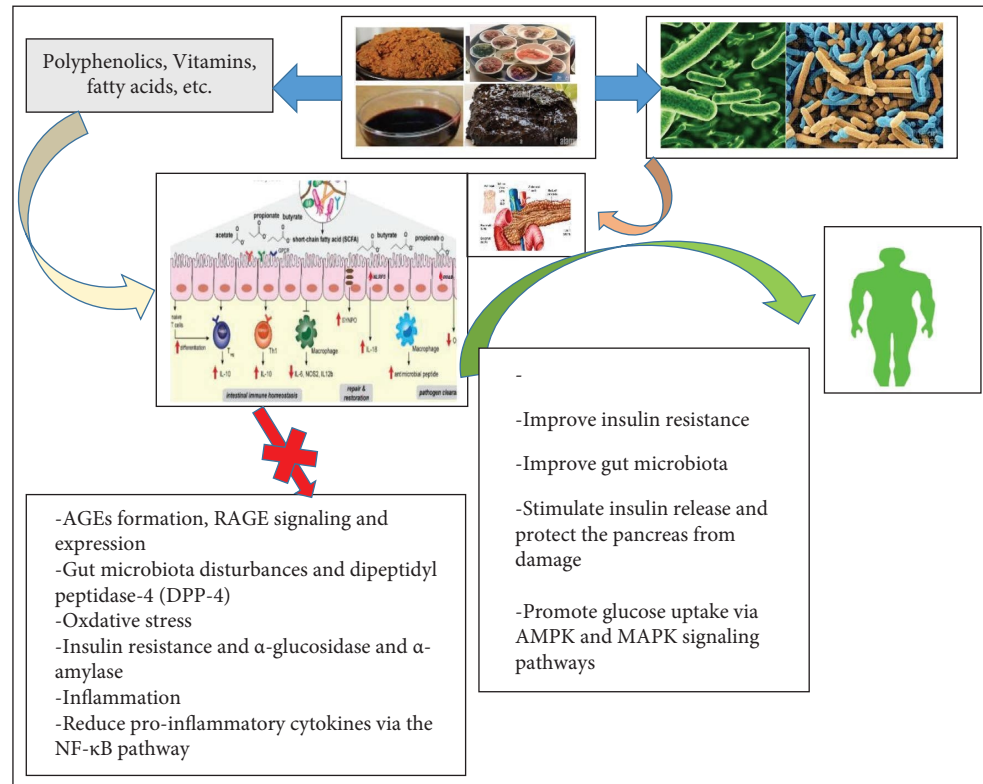 Polyphenolics, Vitamins,
fatty acids, etc.
propionate butyrate
acetate
short-chain fatty acid (SCFA)
butyrate
propionate
GPCR
NLRP3
naive
T cells
differentiation
Treg
Th1
Macrophage
SYNPO
IL-18
Macrophage
IL-10
IL-10
IL-6, NOS2, IL12b
antimicrobial peptide
intestinal immune homeostasis
repair &
restoration
pathogen cleara
-
-Improve insulin resistance
-Improve gut microbiota
-Stimulate insulin release and
protect the pancreas from
damage
-Promote glucose uptake via
AMPK and MAPK signaling
pathways
-AGEs formation, RAGE signaling and
expression
-Gut microbiota disturbances and dipeptidyl
peptidase-4 (DPP-4)
-Oxdative stress
-Insulin resistance and α-glucosidase and α-
amylase
-Inflammation
-Reduce pro-inflammatory cytokines via the
NF-κB pathway